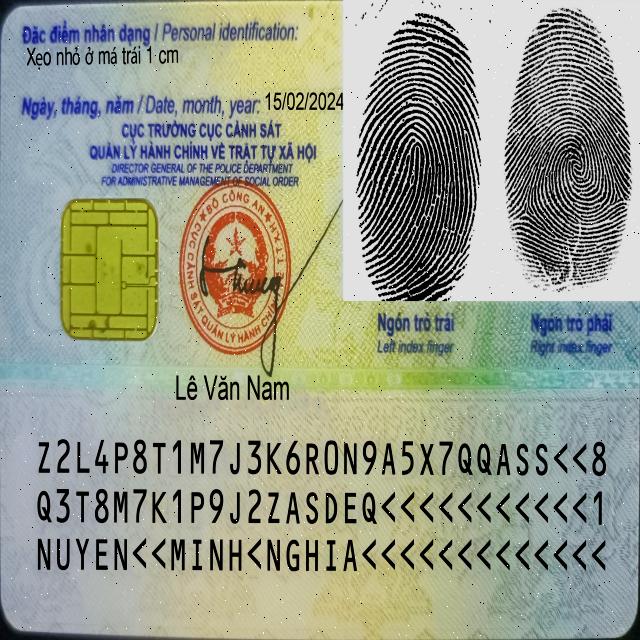 Đặc điểm nhân dạng / Personal identification:
Xẹo nhỏ ở má trái 1 cm
Ngày, tháng, năm / Date, month, year: 15/02/2024
CỤC TRƯỞNG CỤC CẢNH SÁT
QUẢN LÝ HÀNH CHÍNH VỀ TRẬT TỰ XÃ HỘI
DIRECTOR GENERAL OF THE POLICE DEPARTMENT
FOR ADMINISTRATIVE MANAGEMENT OF SOCIAL ORDER
BỘ CÔNG AN
CỤC CẢNH SÁT QUẢN LÝ HÀNH CHÍNH
Ngón trỏ trái
Left index finger
Ngón trỏ phải
Right index finger
Lê Văn Nam
Z2L4P8T1M7J3K6R0N9A5X7QQASS<<8
Q3T8M7K1P9J2ZASDEQ<<<<<<<<<<<1
NUYEN<<MINH<NGHIA<<<<<<<<<<<<<